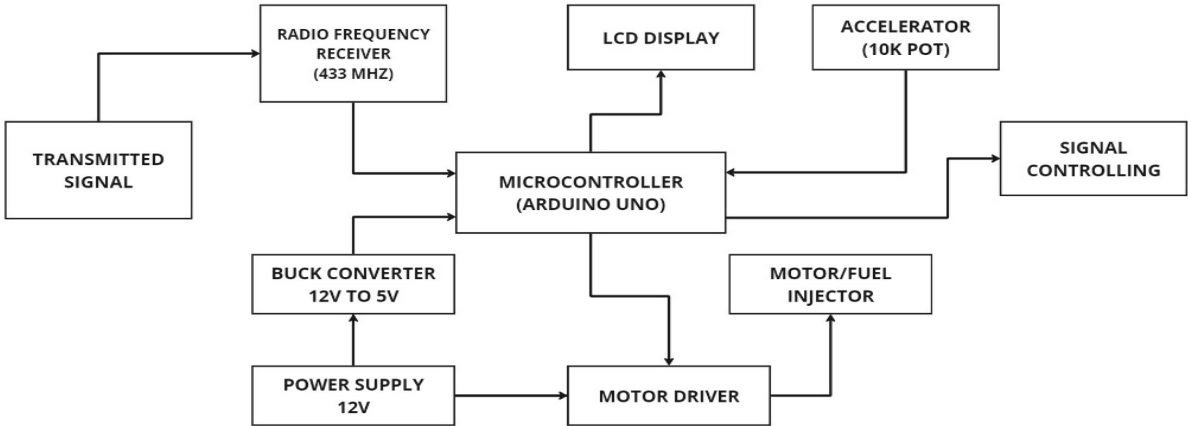 RADIO FREQUENCY
RECEIVER
(433 MHZ)
LCD DISPLAY
ACCELERATOR
(10K POT)
TRANSMITTED
SIGNAL
MICROCONTROLLER
(ARDUINO UNO)
SIGNAL
CONTROLLING
BUCK CONVERTER
12V TO 5V
MOTOR/FUEL
INJECTOR
POWER SUPPLY
12V
MOTOR DRIVER